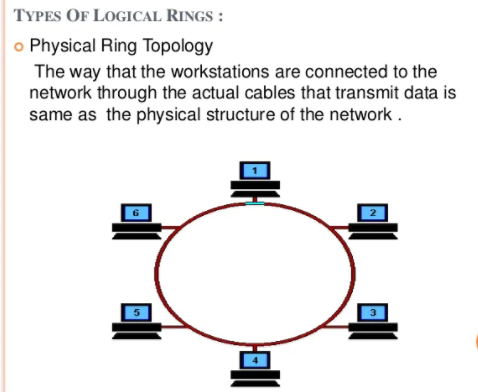 TYPES OF LOGICAL RINGS :
Physical Ring Topology
The way that the workstations are connected to the
network through the actual cables that transmit data is
same as the physical structure of the network .
1
6
2
5
3
4